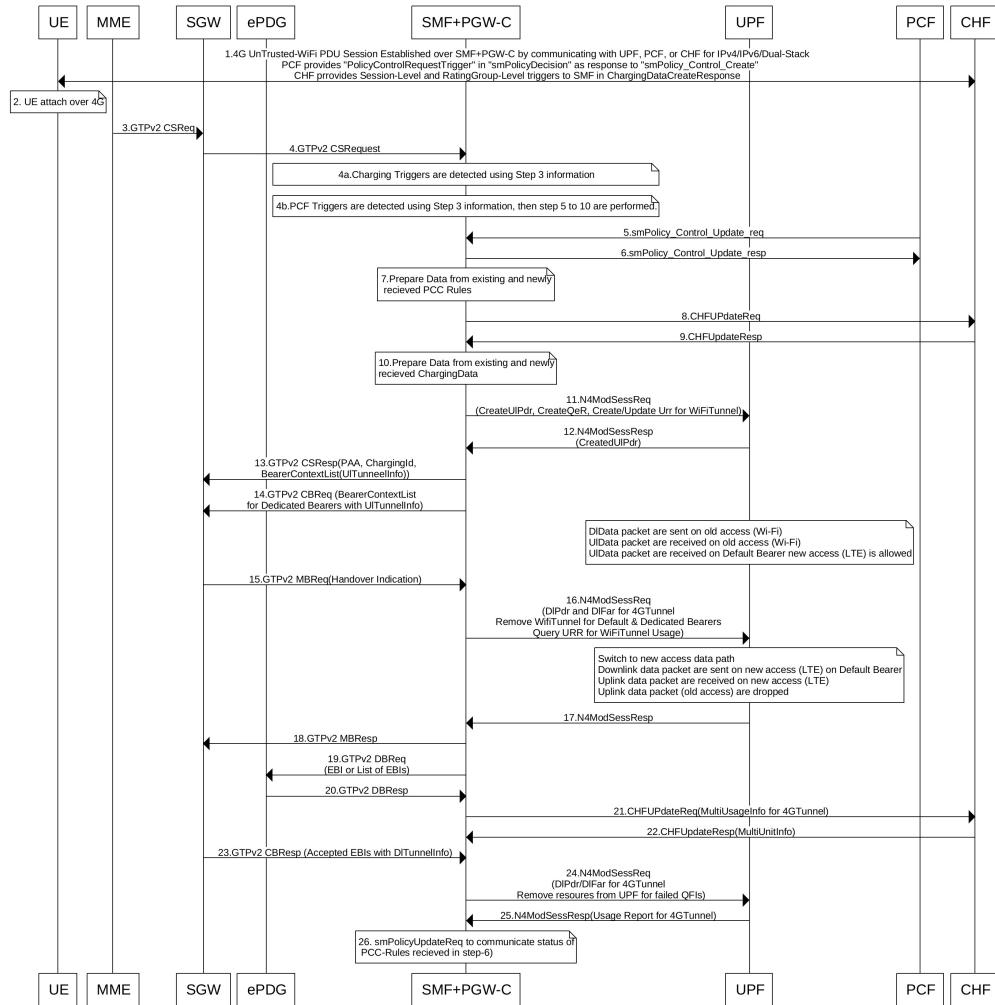 UE MME SGW ePDG SMF+PGW-C UPF PCF CHF
1.4G UnTrusted-WiFi PDU Session Established over SMF+PGW-C by communicating with UPF, PCF, or CHF for IPv4/IPv6/Dual-Stack
PCF provides "PolicyControlRequestTrigger" in "smPolicyDecision" as response to "smPolicy_Control_Create"
CHF prrovides Session-Level and RatingGroup-Level triggers to SMF in ChargingDataCreateResponse
2. UE attach over 4G
3.GTPv2 CSReq
4.GTPv2 CSRequest
4a.Charging Triggers are detected using Step 3 information
4b.PCF Triggers are detected using Step 3 information, then step 5 to 10 are performed.
5.smPolicy_Control_Update_req
6.smPolicy_Control_Update_resp
7.Prepare Data from existing and newly
recieved PCC Rules
8.CHFUPdateReq
9.CHFUpdateResp
10.Prepare Data from existing and newly
recieved ChargingData
11.N4ModSessReq
(CreateUlPdr, CreateQeR, Create/Update Urr for WiFiTunnel)
12.N4ModSessResp
(CreatedUlPdr)
13.GTPv2 CSResp(PAA, ChargingId,
BearerContextList(UlTunneelInfo))
14.GTPv2 CBReq (BearerContextList
for Dedicated Bearers with UlTunnelInfo)
DlData packet are sent on old access (Wi-Fi)
UlData packet are received on old access (Wi-Fi)
UlData packet are received on Default Bearer new access (LTE) is allowed
15.GTPv2 MBReq(Handover Indication)
16.N4ModSessReq
(DlPdr and DlFar for 4GTunnel
Remove WifiTunnel for Default & Dedicated Bearers
Query URR for WiFiTunnel Usage)
Switch to new access data path
Downlink data packet are sent on new access (LTE) on Default Bearer
Uplink data packet are received on new access (LTE)
Uplink data packet (old access) are dropped
17.N4ModSessResp
18.GTPv2 MBResp
19.GTPv2 DBReq
(EBI or List of EBIs)
20.GTPv2 DBResp
21.CHFUPdateReq(MultiUsageInfo for 4GTunnel)
22.CHFUpdateResp(MultiUnitInfo)
23.GTPv2 CBResp (Accepted EBIs with DlTunnelInfo)
24.N4ModSessReq
(DlPdr/DlFar for 4GTunnel
Remove resoures from UPF for failed QFIs)
25.N4ModSessResp(Usage Report for 4GTunnel)
26. smPolicyUpdateReq to communicate status of
PCC-Rules recieved in step-6)
UE MME SGW ePDG SMF+PGW-C UPF PCF CHF